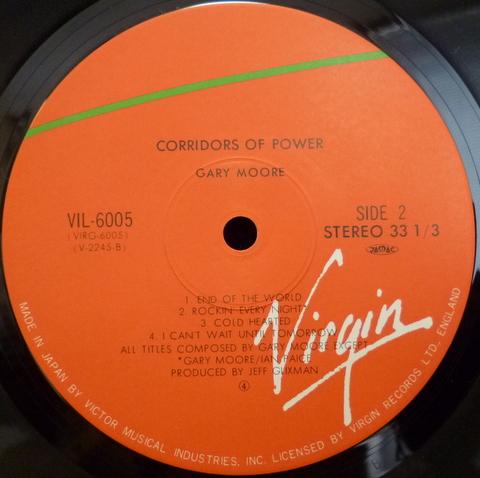 CORRIDORS OF POWER
GARY MOORE
VIL-6005
(VIRG-6005)
(V-2245-B)
SIDE 2
STEREO 33 1/3
1. END OF THE WORLD
2. ROCKIN' EVERY NIGHT*
3. COLD HEARTED
4. I CAN'T WAIT UNTIL TOMORROW
ALL TITLES COMPOSED BY GARY MOORE EXCEPT
*GARY MOORE/IAN PAICE
PRODUCED BY JEFF GLIXMAN
④
Virgin
MADE IN JAPAN BY VICTOR MUSICAL INDUSTRIES, INC. LICENSED BY VIRGIN RECORDS LTD., ENGLAND